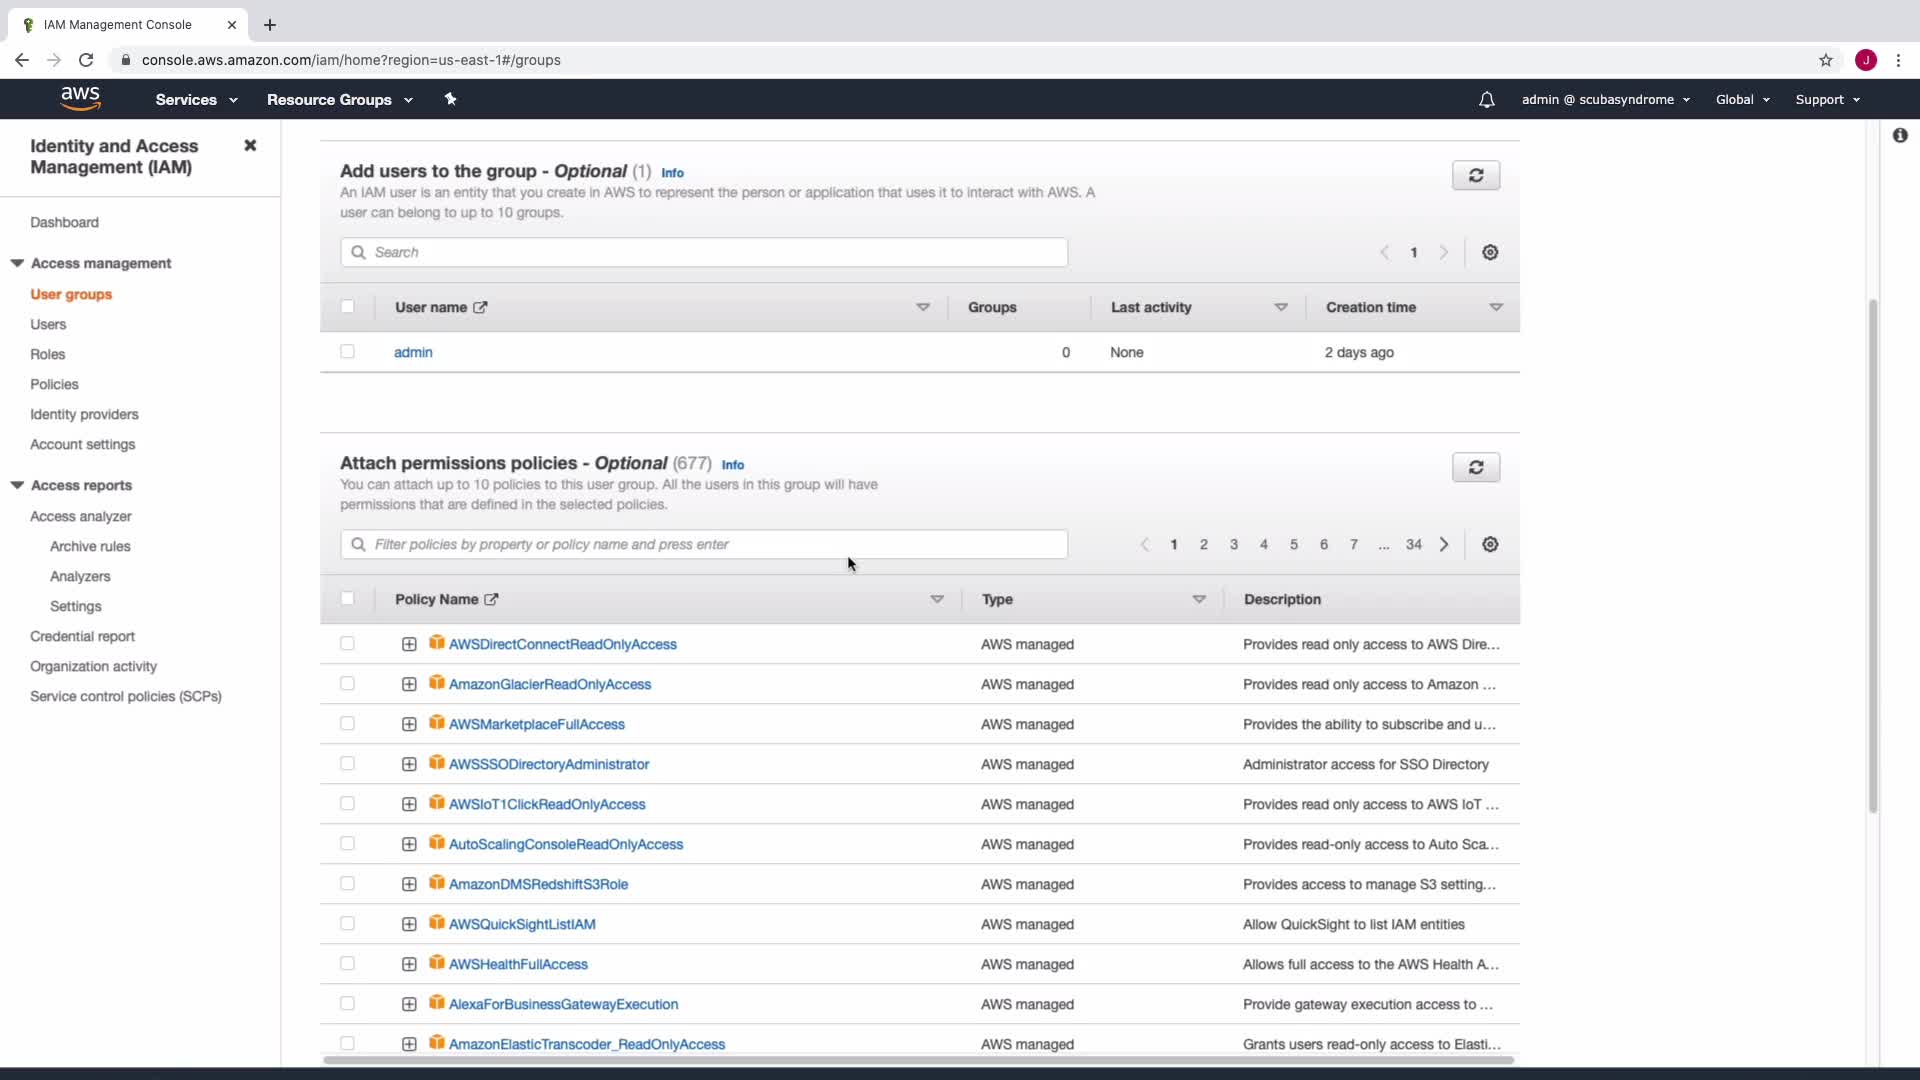 IAM Management Console
console.aws.amazon.com/iam/home?region=us-east-1#/groups
J
aws
Services
Resource Groups
admin @ scubasyndrome
Global
Support
Identity and Access
Management (IAM)
Dashboard
Access management
User groups
Users
Roles
Policies
Identity providers
Account settings
Access reports
Access analyzer
Archive rules
Analyzers
Settings
Credential report
Organization activity
Service control policies (SCPs)
Add users to the group - Optional (1) Info
An IAM user is an entity that you create in AWS to represent the person or application that uses it to interact with AWS. A
user can belong to up to 10 groups.
Search
1
User name Groups Last activity Creation time
admin 0 None 2 days ago
Attach permissions policies - Optional (677) Info
You can attach up to 10 policies to this user group. All the users in this group will have
permissions that are defined in the selected policies.
Filter policies by property or policy name and press enter
1 2 3 4 5 6 7 ... 34
Policy Name Type Description
AWSDirectConnectReadOnlyAccess AWS managed Provides read only access to AWS Dire...
AmazonGlacierReadOnlyAccess AWS managed Provides read only access to Amazon ...
AWSMarketplaceFullAccess AWS managed Provides the ability to subscribe and u...
AWSSSODirectoryAdministrator AWS managed Administrator access for SSO Directory
AWSIoT1ClickReadOnlyAccess AWS managed Provides read only access to AWS IoT ...
AutoScalingConsoleReadOnlyAccess AWS managed Provides read-only access to Auto Sca...
AmazonDMSRedshiftS3Role AWS managed Provides access to manage S3 setting...
AWSQuickSightListIAM AWS managed Allow QuickSight to list IAM entities
AWSHealthFullAccess AWS managed Allows full access to the AWS Health A...
AlexaForBusinessGatewayExecution AWS managed Provide gateway execution access to ...
AmazonElasticTranscoder_ReadOnlyAccess AWS managed Grants users read-only access to Elasti...